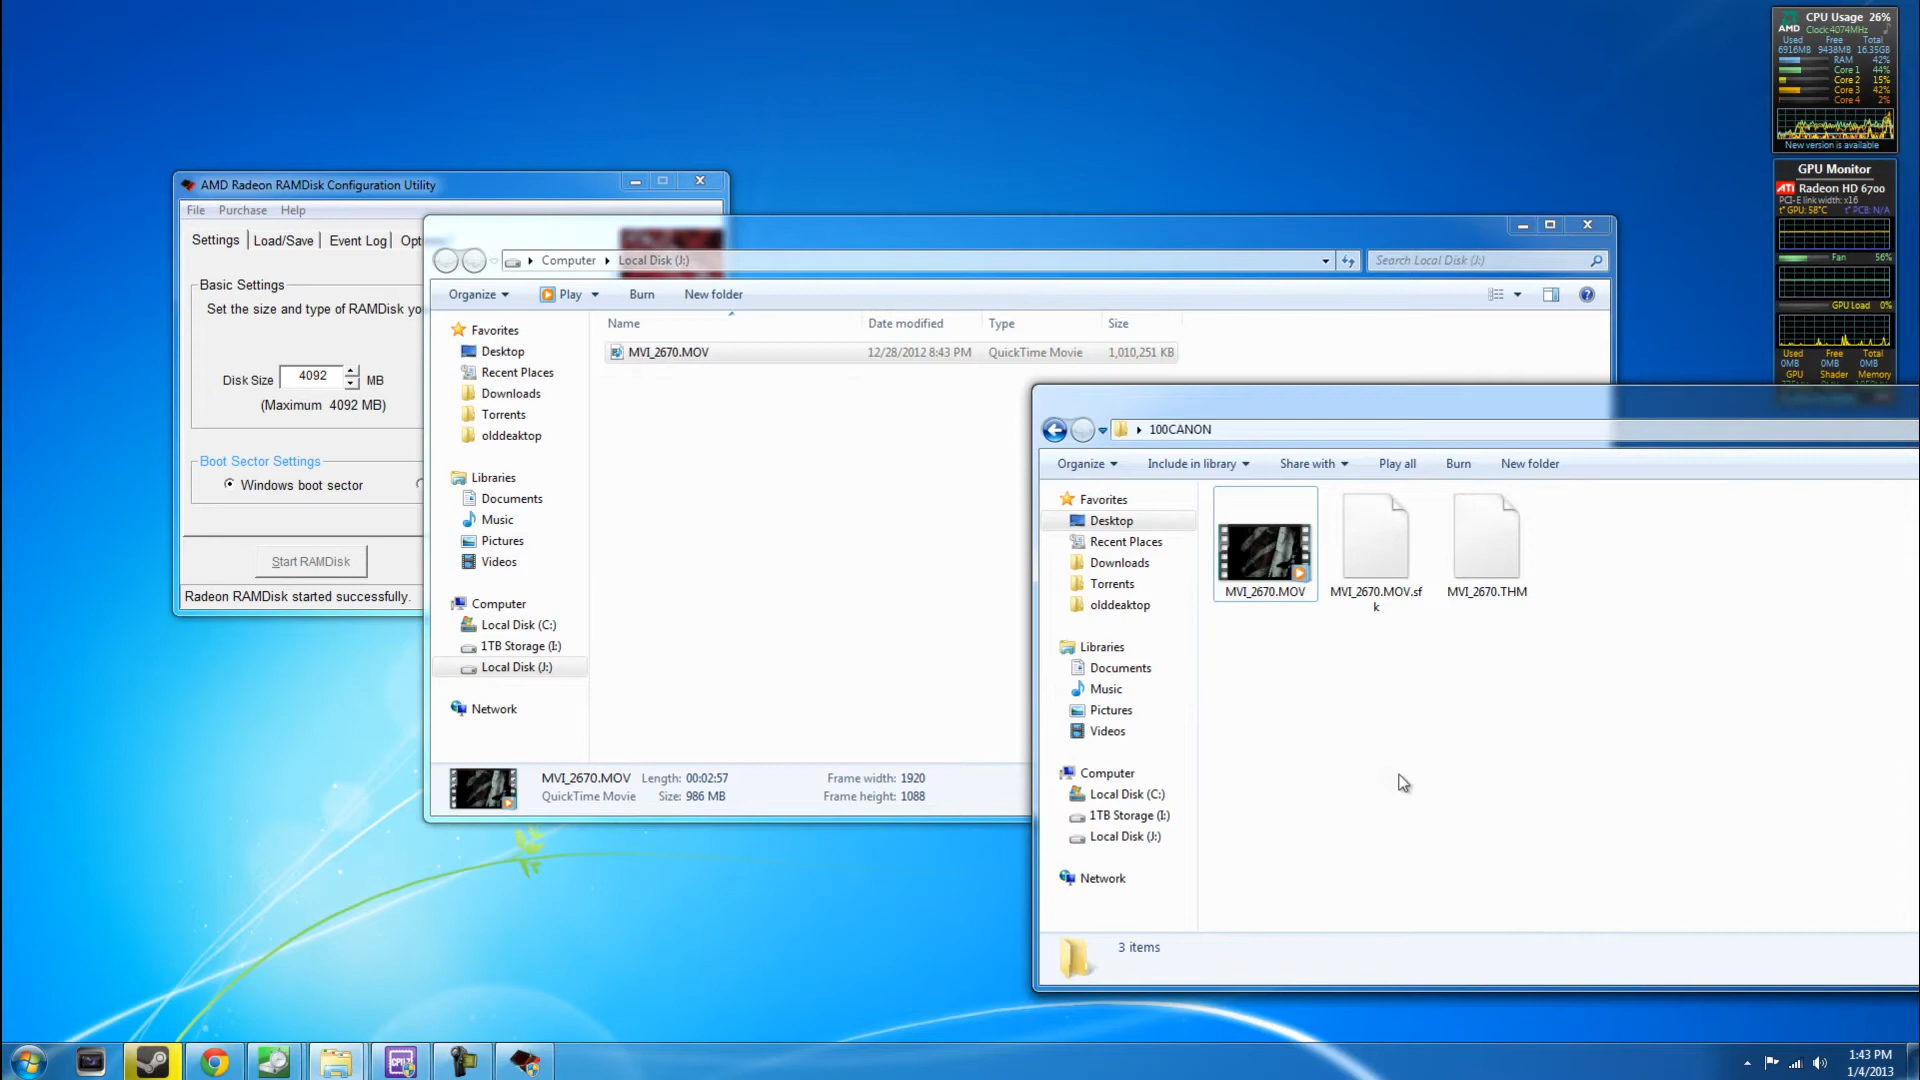 CPU Usage 26%
AMD Clock:4074MHz
Used Free Total
6916MB 9438MB 16.35GB
RAM 42%
Core 1 44%
Core 2 15%
Core 3 42%
Core 4 2%
New version is available
GPU Monitor
ATI Radeon HD 6700
PCI-E link width: x16
t° GPU: 58°C t° PCB: N/A
Fan 56%
GPU Load 0%
Used Free Total
0MB 0MB 0MB
GPU Shader Memory
AMD Radeon RAMDisk Configuration Utility
File Purchase Help
Settings Load/Save Event Log
Basic Settings
Set the size and type of RAMDisk
Disk Size 4092 MB
(Maximum 4092 MB)
Boot Sector Settings
Windows boot sector
Start RAMDisk
Radeon RAMDisk started successfully.
Computer Local Disk (J:)
Search Local Disk (J:)
Organize Play Burn New folder
Name Date modified Type Size
MVI_2670.MOV 12/28/2012 8:43 PM QuickTime Movie 1,010,251 KB
Favorites
Desktop
Recent Places
Downloads
Torrents
olddeaktop
Libraries
Documents
Music
Pictures
Videos
Computer
Local Disk (C:)
1TB Storage (I:)
Local Disk (J:)
Network
MVI_2670.MOV Length: 00:02:57 Frame width: 1920
QuickTime Movie Size: 986 MB Frame height: 1088
100CANON
Organize Include in library Share with Play all Burn New folder
Favorites
Desktop
Recent Places
Downloads
Torrents
olddeaktop
Libraries
Documents
Music
Pictures
Videos
Computer
Local Disk (C:)
1TB Storage (I:)
Local Disk (J:)
Network
MVI_2670.MOV
MVI_2670.MOV.sf
k
MVI_2670.THM
3 items
1:43 PM
1/4/2013